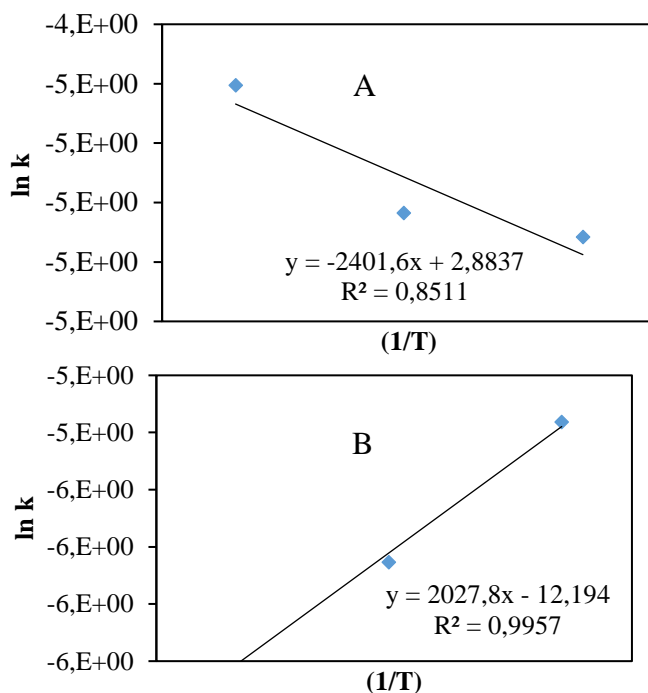 -4,E+00
-5,E+00
-5,E+00
-5,E+00
-5,E+00
-5,E+00
ln k
A
y = -2401,6x + 2,8837
R² = 0,8511
(1/T)
-5,E+00
-5,E+00
-6,E+00
-6,E+00
-6,E+00
-6,E+00
ln k
B
y = 2027,8x - 12,194
R² = 0,9957
(1/T)